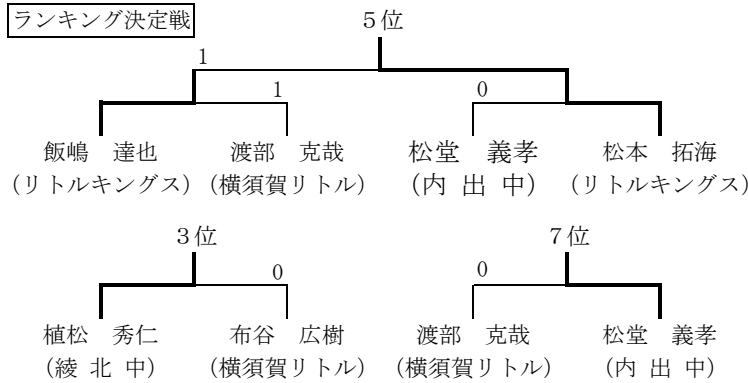 ランキング決定戦
５位
1
1 0
飯嶋 達也 渡部 克哉 松堂 義孝 松本 拓海
(リトルキングス) (横須賀リトル) (内 出 中) (リトルキングス)
３位 ７位
0 0
植松 秀仁 布谷 広樹 渡部 克哉 松堂 義孝
(綾 北 中) (横須賀リトル) (横須賀リトル) (内 出 中)